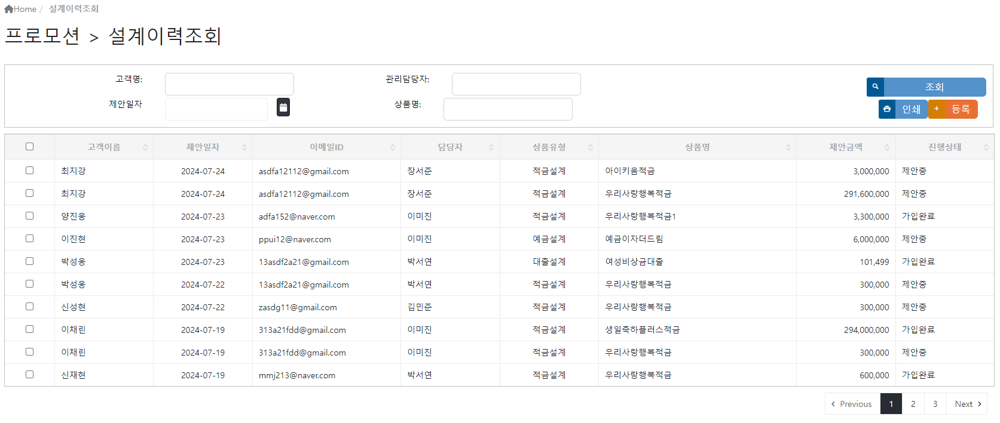 Home / 설계이력조회
프로모션 > 설계이력조회
고객명: 관리담당자: 조회
제안일자 상품명: 인쇄 + 등록
고객이름 제안일자 이메일ID 담당자 상품유형 상품명 제안금액 진행상태
최지강 2024-07-24 asdfa12112@gmail.com 장서준 적금설계 아이키움적금 3,000,000 제안중
최지강 2024-07-24 asdfa12112@gmail.com 장서준 적금설계 우리사랑행복적금 291,600,000 제안중
양진웅 2024-07-23 adfa152@naver.com 이미진 적금설계 우리사랑행복적금1 3,300,000 가입완료
이진현 2024-07-23 ppui12@naver.com 이미진 예금설계 예금이자더드림 6,000,000 제안중
박성웅 2024-07-23 13asdf2a21@gmail.com 박서연 대출설계 여성비상금대출 101,499 가입완료
박성웅 2024-07-22 13asdf2a21@gmail.com 박서연 적금설계 우리사랑행복적금 300,000 제안중
신성현 2024-07-22 zasdg11@gmail.com 김민준 적금설계 우리사랑행복적금 300,000 제안중
이채린 2024-07-19 313a21fdd@gmail.com 이미진 적금설계 생일축하플러스적금 294,000,000 가입완료
이채린 2024-07-19 313a21fdd@gmail.com 이미진 적금설계 우리사랑행복적금 300,000 제안중
신재현 2024-07-19 mmj213@naver.com 박서연 적금설계 우리사랑행복적금 600,000 가입완료
Previous 1 2 3 Next